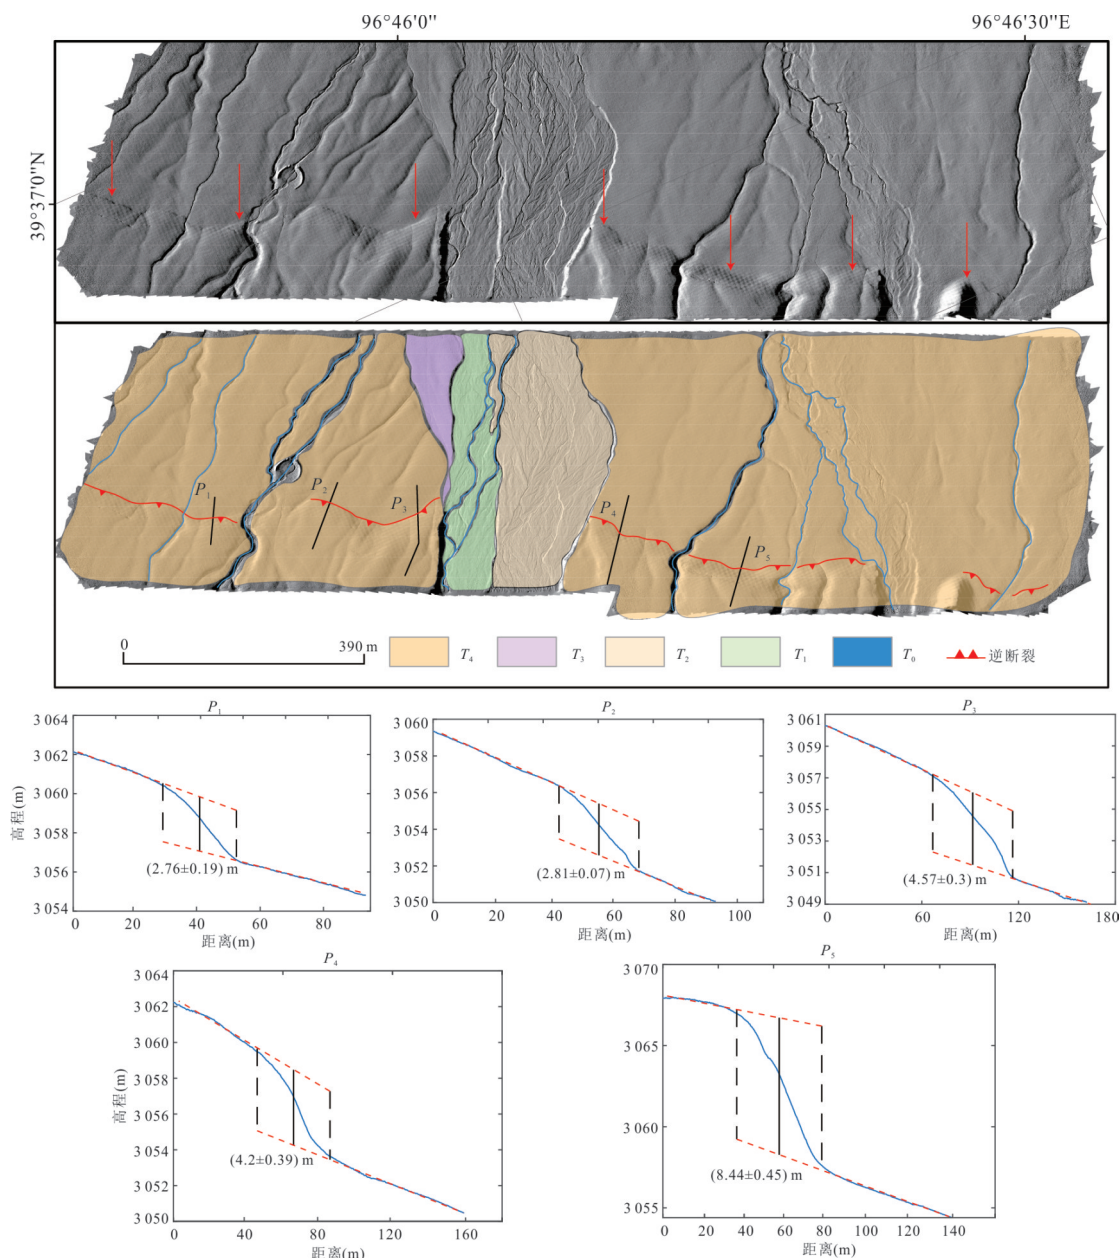 96°46'0"
96°46'30"E
39°37'0"N
P1
P2
P3
P4
P5
0
390 m
T4
T3
T2
T1
T0
逆断裂
P1
3 064
3 062
3 060
3 058
3 056
3 054
高程(m)
(2.76±0.19) m
0 20 40 60 80
距离(m)
P2
3 060
3 058
3 056
3 054
3 052
3 050
(2.81±0.07) m
0 20 40 60 80 100
距离(m)
P3
3 061
3 059
3 057
3 055
3 053
3 051
3 049
(4.57±0.3) m
0 60 120 180
距离(m)
P4
3 064
3 062
3 060
3 058
3 056
3 054
3 052
3 050
高程(m)
(4.2±0.39) m
0 40 80 120 160
距离(m)
P5
3 070
3 065
3 060
3 055
(8.44±0.45) m
0 20 40 60 80 100 120 140
距离(m)